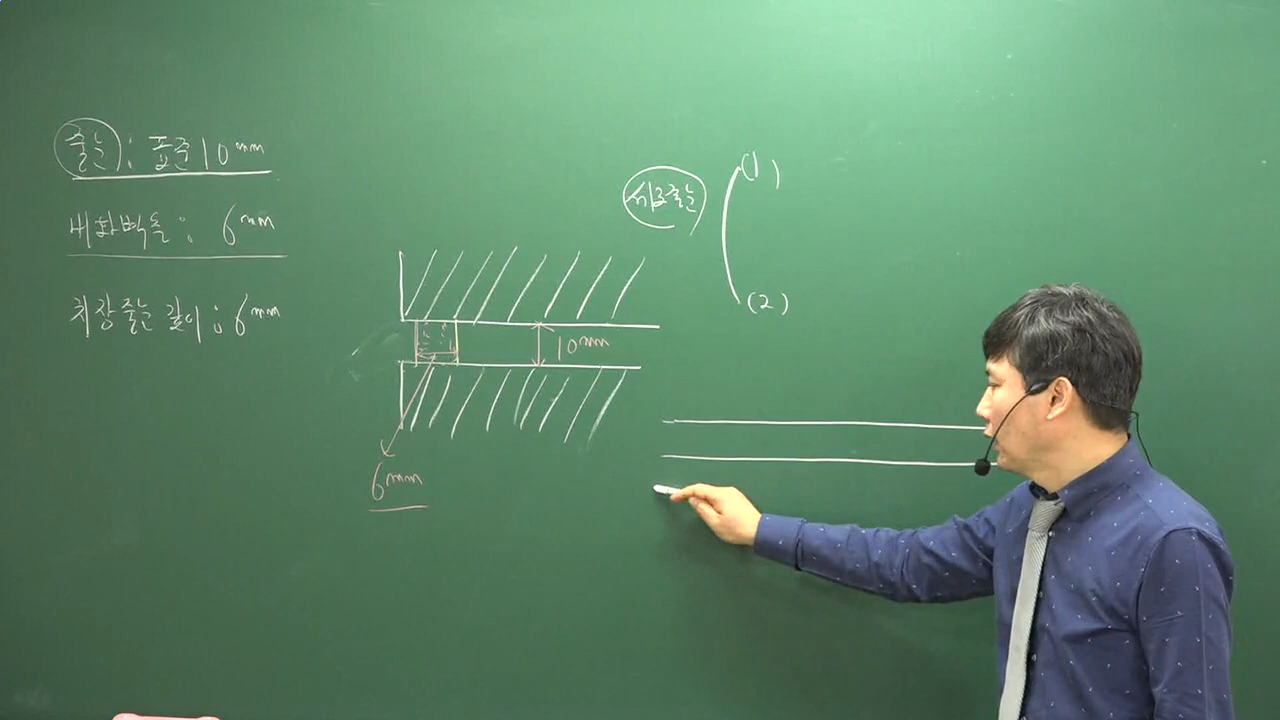 줄눈 : 표준 10mm
내화벽돌 : 6mm
치장줄눈 깊이 : 6mm
10mm
6mm
세로줄눈
(1)
(2)